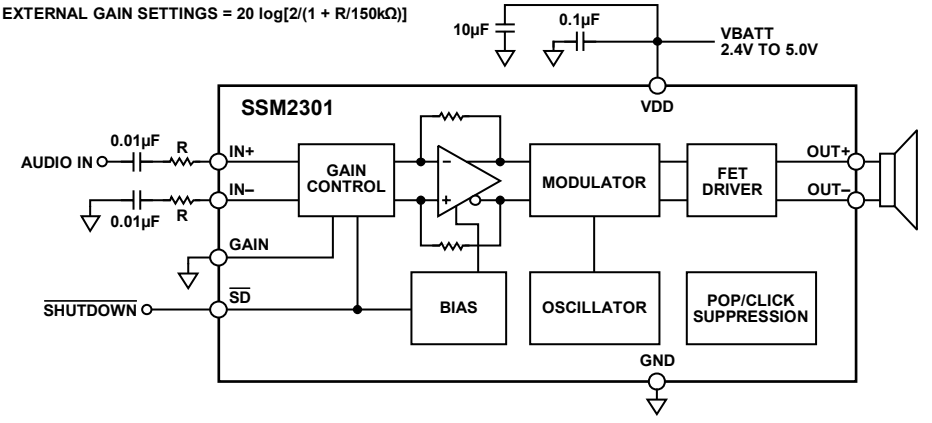 EXTERNAL GAIN SETTINGS = 20 log[2/(1 + R/150kΩ)]
10µF
0.1µF
VBATT
2.4V TO 5.0V
SSM2301
VDD
0.01µF
R
AUDIO IN
IN+
IN–
0.01µF
R
GAIN
CONTROL
MODULATOR
FET
DRIVER
OUT+
OUT–
GAIN
SHUTDOWN
SD
BIAS
OSCILLATOR
POP/CLICK
SUPPRESSION
GND